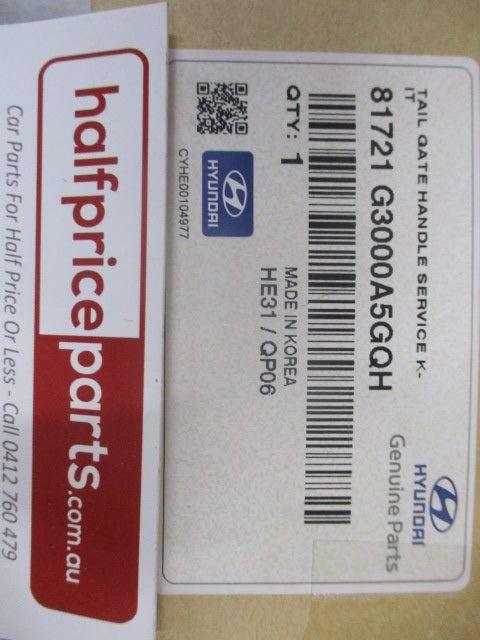 HYUNDAI
Genuine Parts
TAIL GATE HANDLE SERVICE K-
IT
81721 G3000A5GQH
QTY: 1
MADE IN KOREA
HE31 / QP06
HYUNDAI
CYHE00104977
halfpriceparts.com.au
Car Parts For Half Price Or Less - Call 0412 760 479